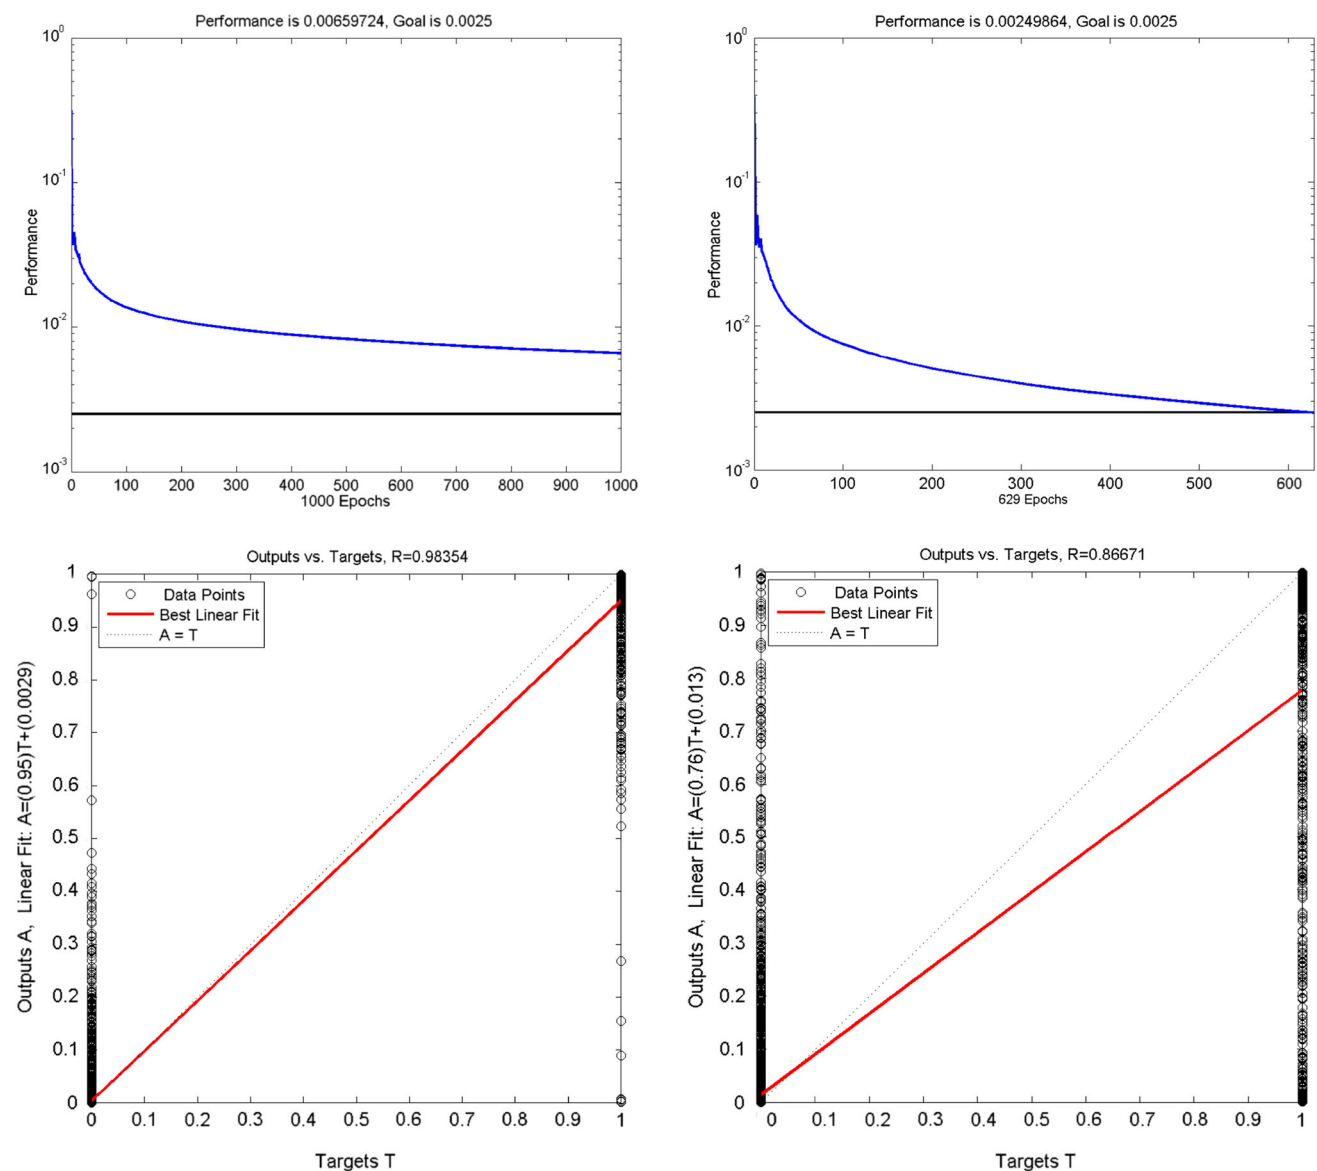 Performance is 0.00659724, Goal is 0.0025
10^0
10^-1
10^-2
10^-3
Performance
0 100 200 300 400 500 600 700 800 900 1000
1000 Epochs
Performance is 0.00249864, Goal is 0.0025
10^0
10^-1
10^-2
10^-3
Performance
0 100 200 300 400 500 600
629 Epochs
Outputs vs. Targets, R=0.98354
Data Points
Best Linear Fit
A = T
1
0.9
0.8
0.7
0.6
0.5
0.4
0.3
0.2
0.1
0
Outputs A, Linear Fit: A=(0.95)T+(0.0029)
0 0.1 0.2 0.3 0.4 0.5 0.6 0.7 0.8 0.9 1
Targets T
Outputs vs. Targets, R=0.86671
Data Points
Best Linear Fit
A = T
1
0.9
0.8
0.7
0.6
0.5
0.4
0.3
0.2
0.1
0
Outputs A, Linear Fit: A=(0.76)T+(0.013)
0 0.1 0.2 0.3 0.4 0.5 0.6 0.7 0.8 0.9 1
Targets T